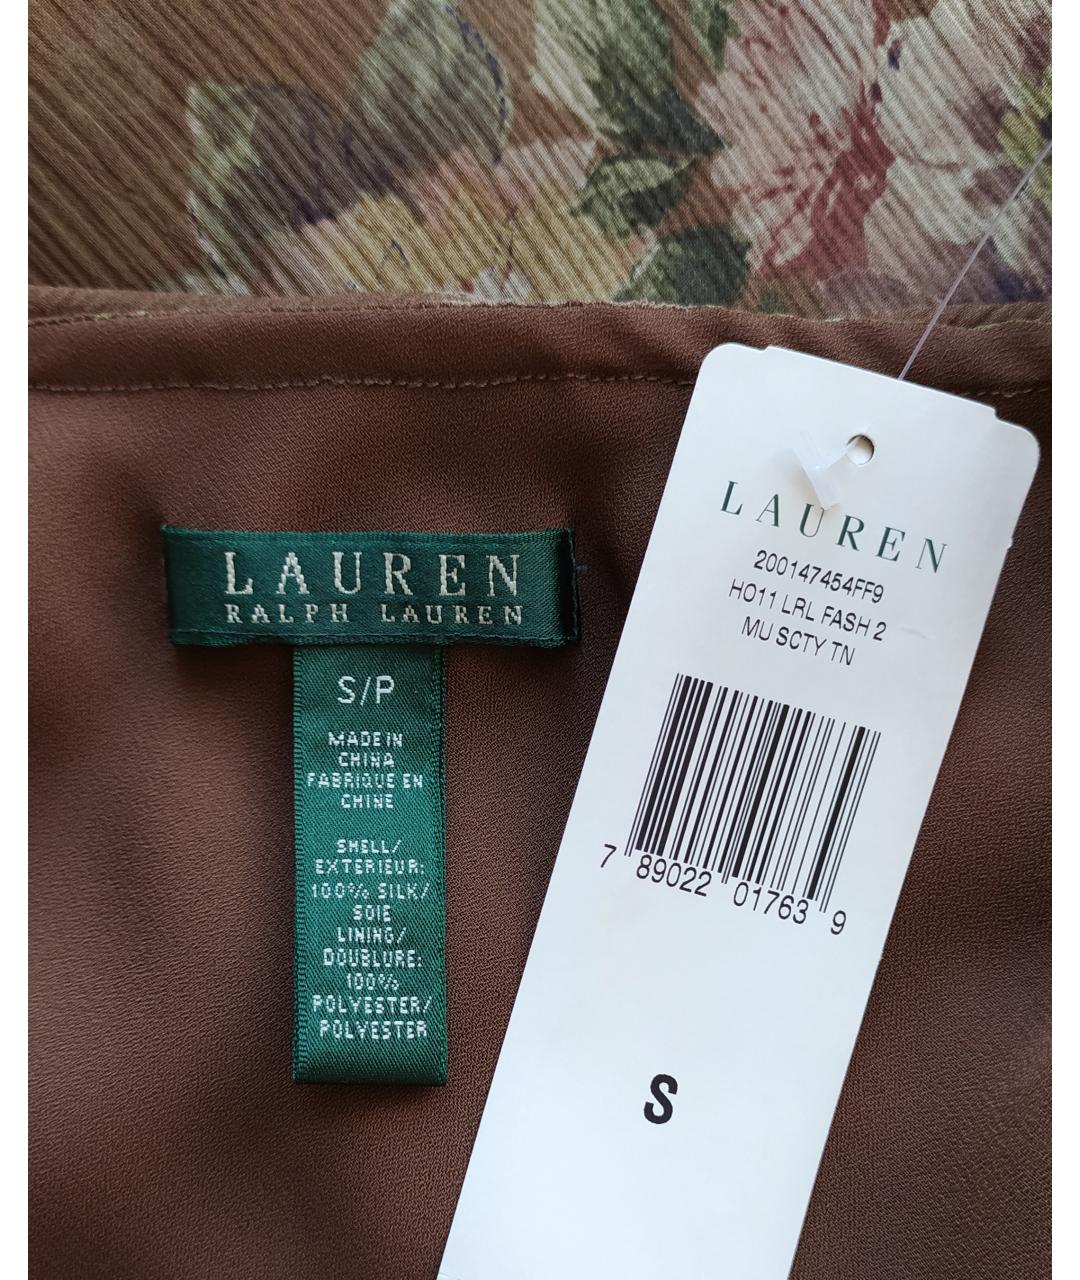 LAUREN
RALPH LAUREN
S/P
MADE IN
CHINA
FABRIQUE EN
CHINE
SHELL/
EXTERIEUR:
100% SILK/
SOIE
LINING/
DOUBLURE:
100%
POLYESTER/
POLYESTER
LAUREN
200147454FF9
HO11 LRL FASH 2
MU SCTY TN
7 89022 01763 9
S